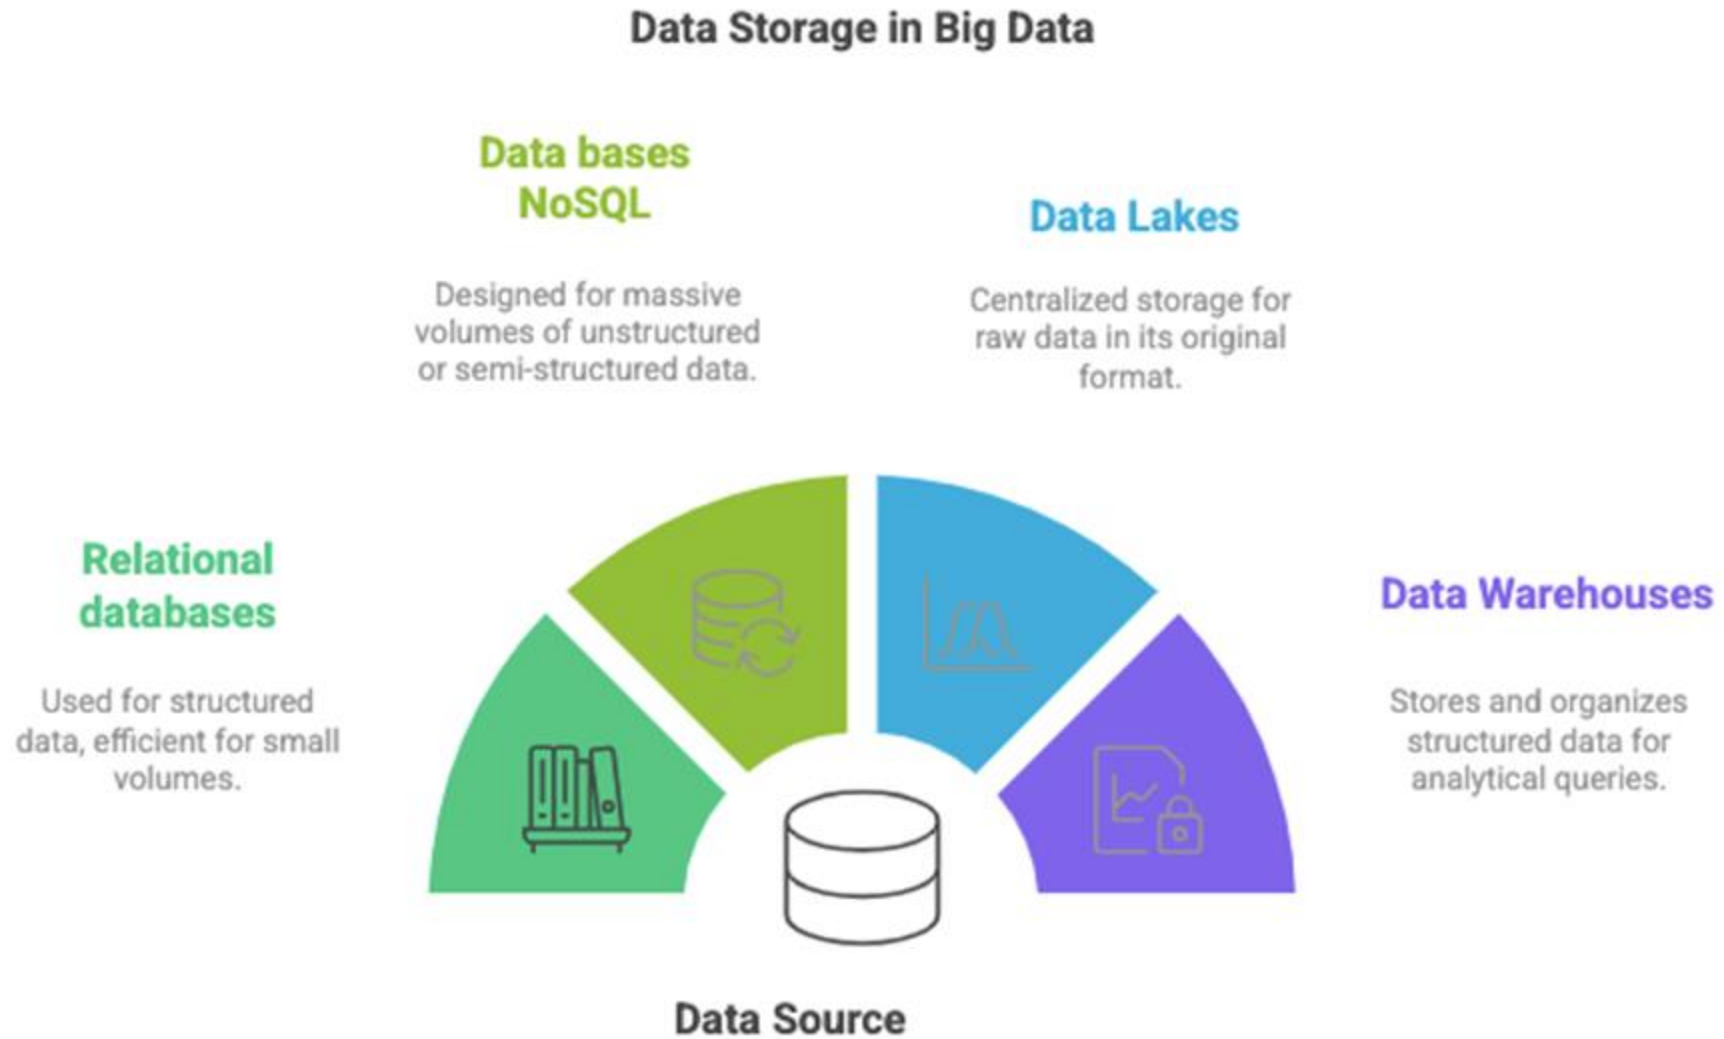 Data Storage in Big Data
Data bases
NoSQL
Designed for massive
volumes of unstructured
or semi-structured data.
Data Lakes
Centralized storage for
raw data in its original
format.
Relational
databases
Used for structured
data, efficient for small
volumes.
Data Warehouses
Stores and organizes
structured data for
analytical queries.
Data Source